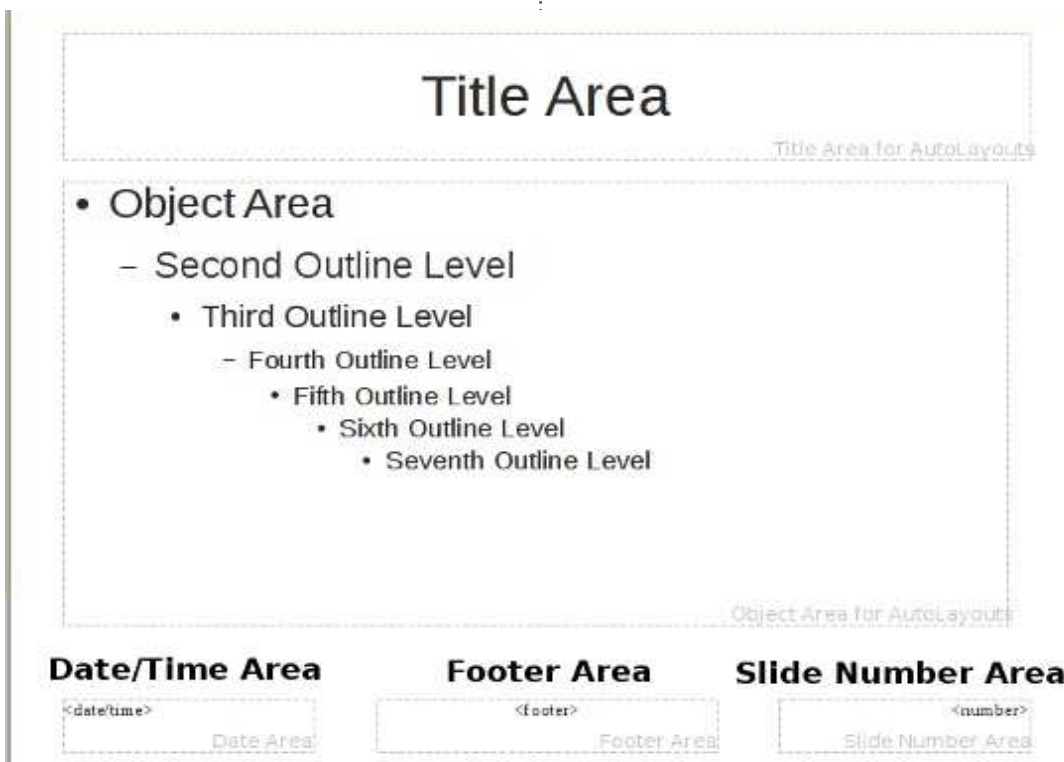 Title Area
Title Area for AutoLayouts
• Object Area
– Second Outline Level
• Third Outline Level
– Fourth Outline Level
• Fifth Outline Level
• Sixth Outline Level
• Seventh Outline Level
Object Area for AutoLayouts
Date/Time Area Footer Area Slide Number Area
<date/time> <footer> <number>
Date Area Footer Area Slide Number Area